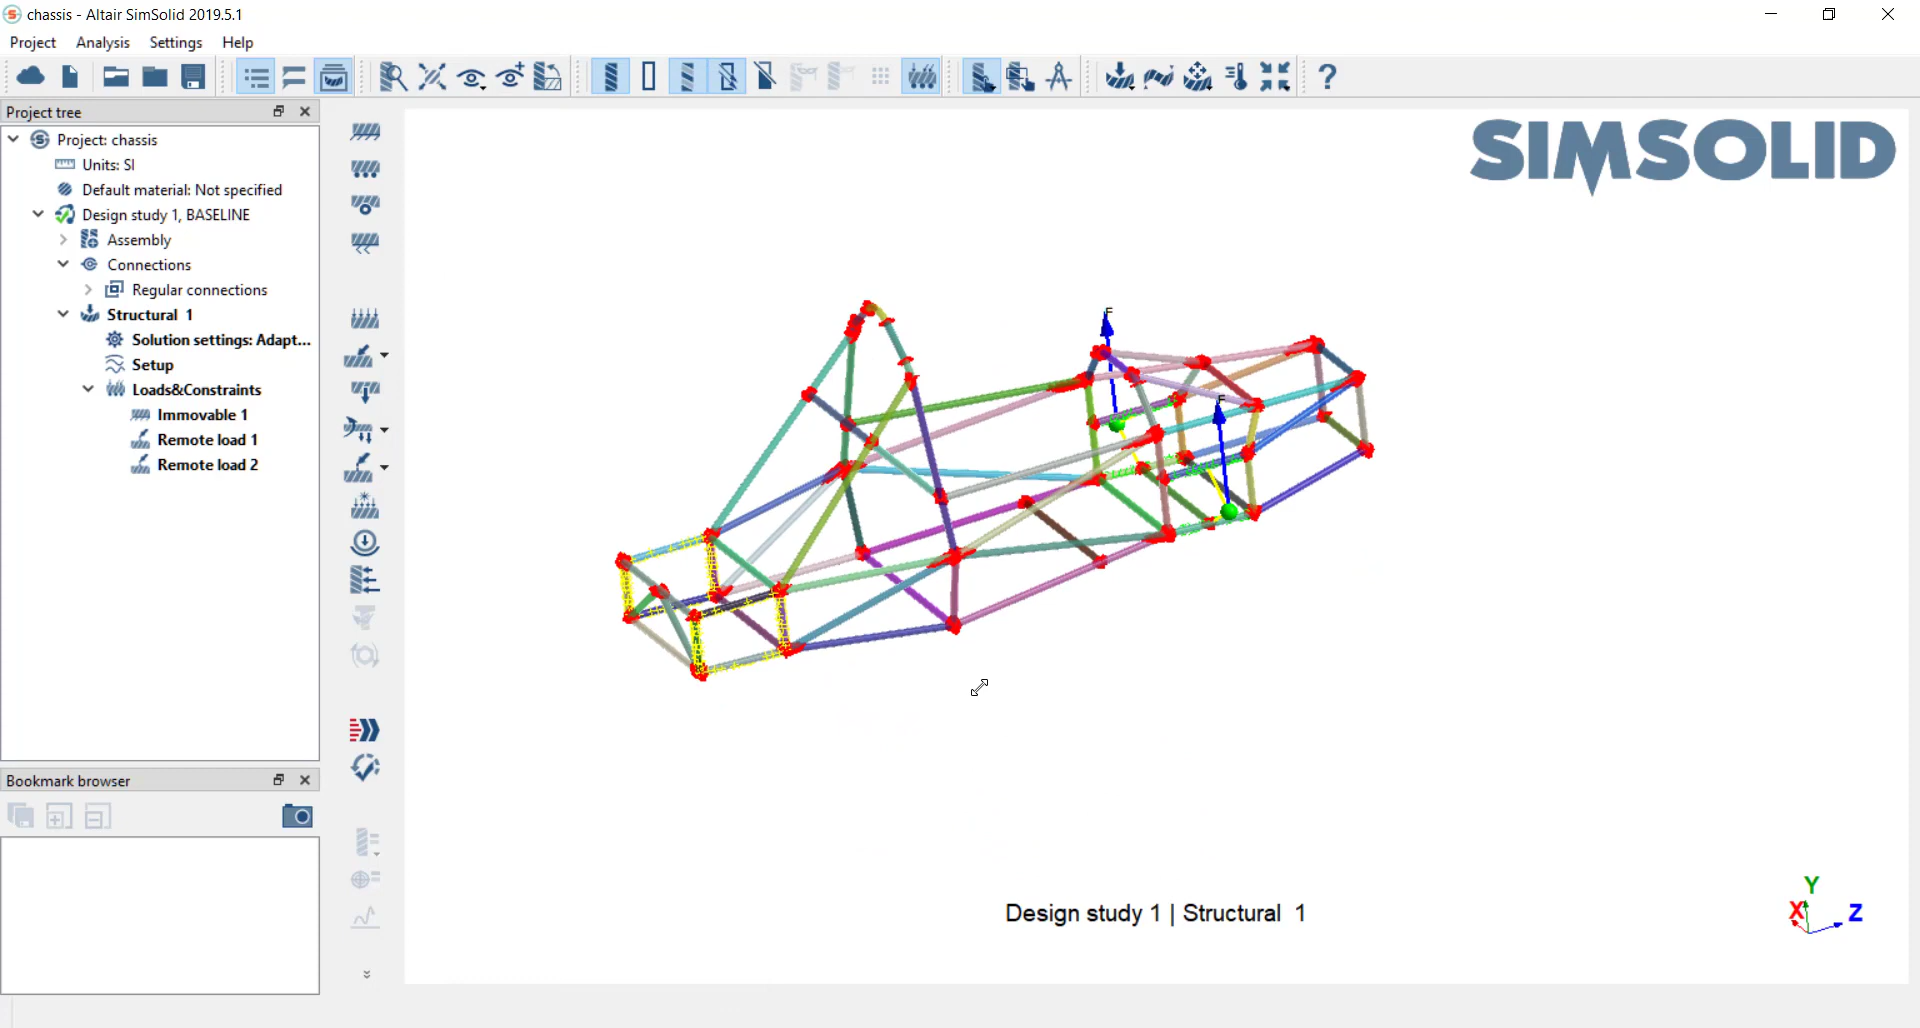 chassis - Altair SimSolid 2019.5.1
Project Analysis Settings Help
Project tree
SIMSOLID
Project: chassis
Units: SI
Default material: Not specified
Design study 1, BASELINE
Assembly
Connections
Regular connections
Structural 1
Solution settings: Adapt...
Setup
Loads&Constraints
Immovable 1
Remote load 1
Remote load 2
F
F
Bookmark browser
Design study 1 | Structural 1
Y
X
Z